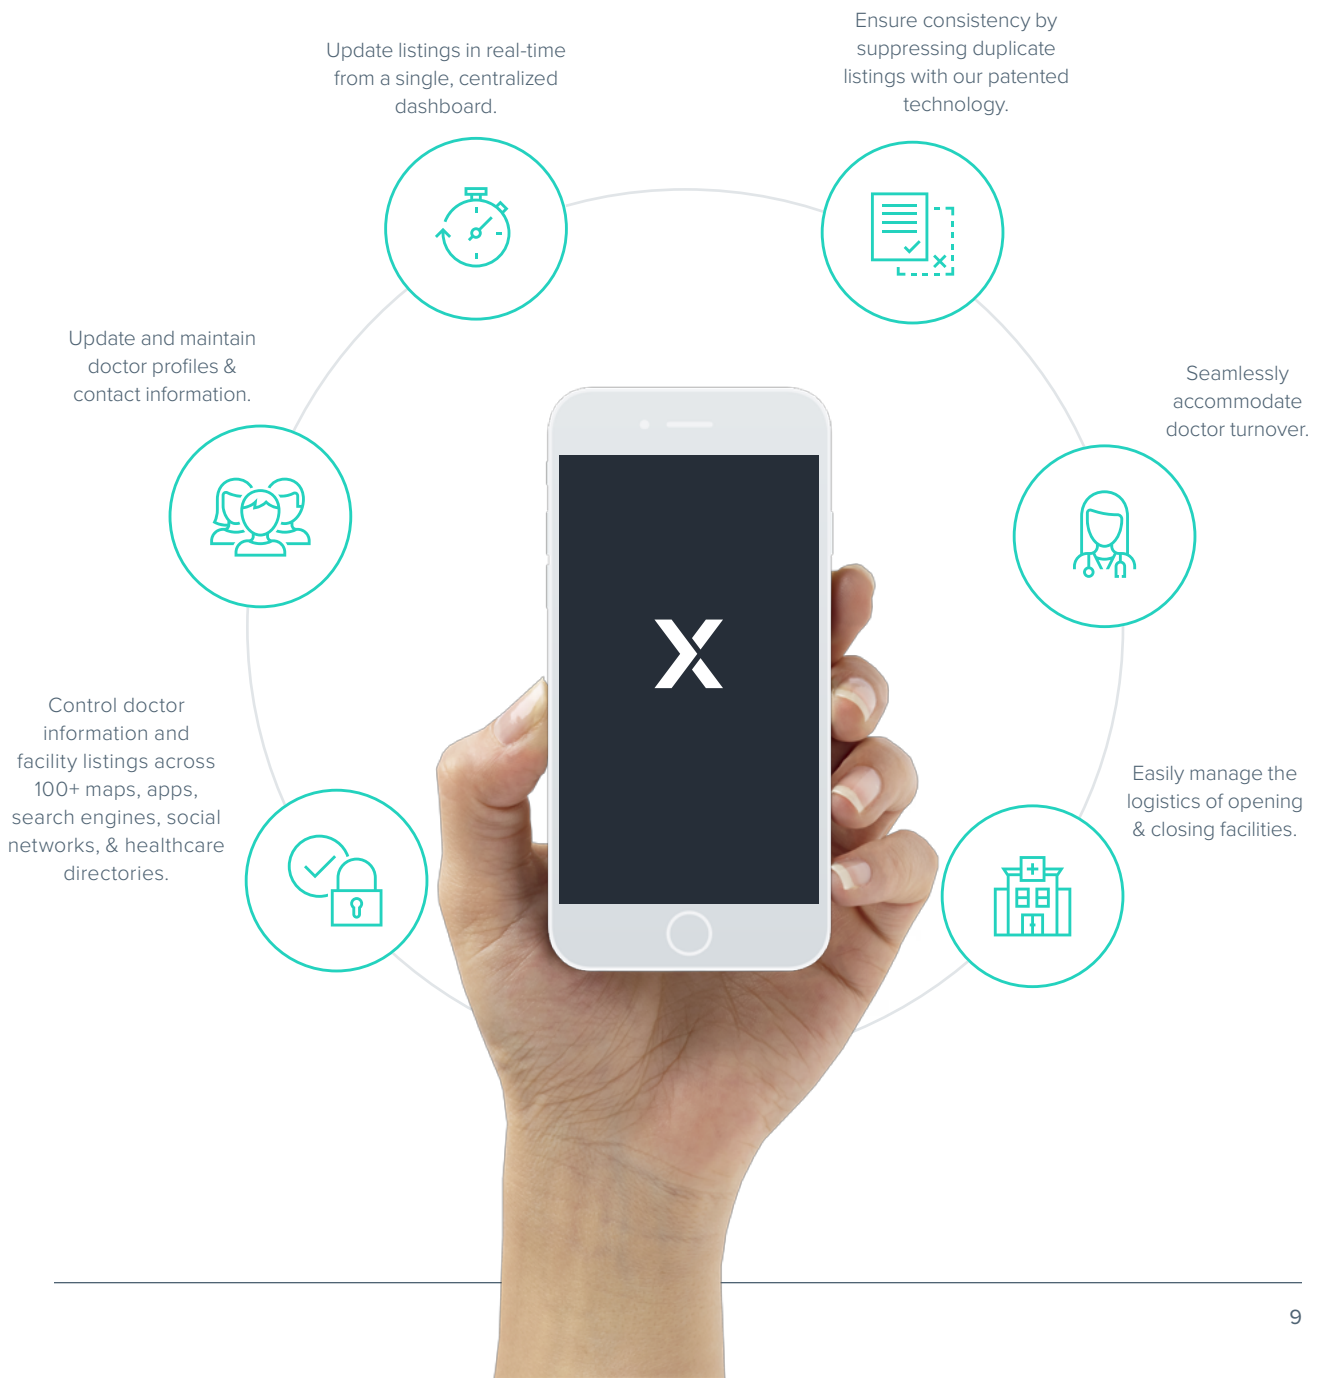 Ensure consistency by
suppressing duplicate
listings with our patented
technology.
Update listings in real-time
from a single, centralized
dashboard.
Update and maintain
doctor profiles &
contact information.
Seamlessly
accommodate
doctor turnover.
Control doctor
information and
facility listings across
100+ maps, apps,
search engines, social
networks, & healthcare
directories.
Easily manage the
logistics of opening
& closing facilities.
X
9